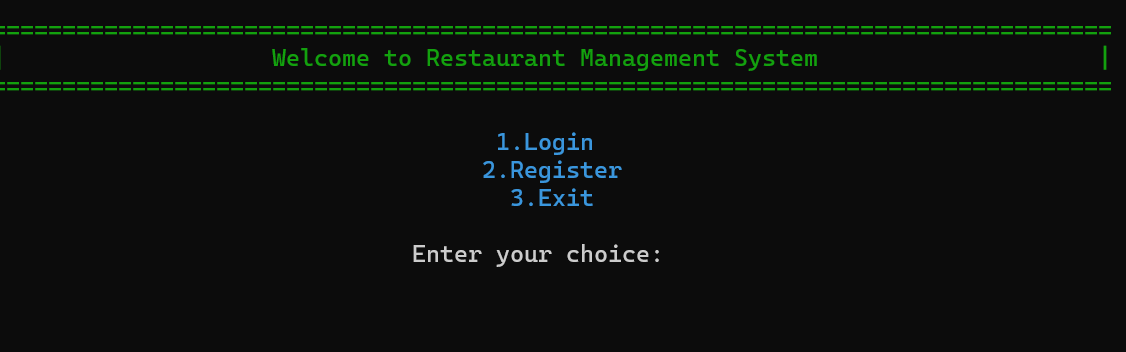 ================================================================================
| Welcome to Restaurant Management System |
================================================================================
1.Login
2.Register
3.Exit
Enter your choice: